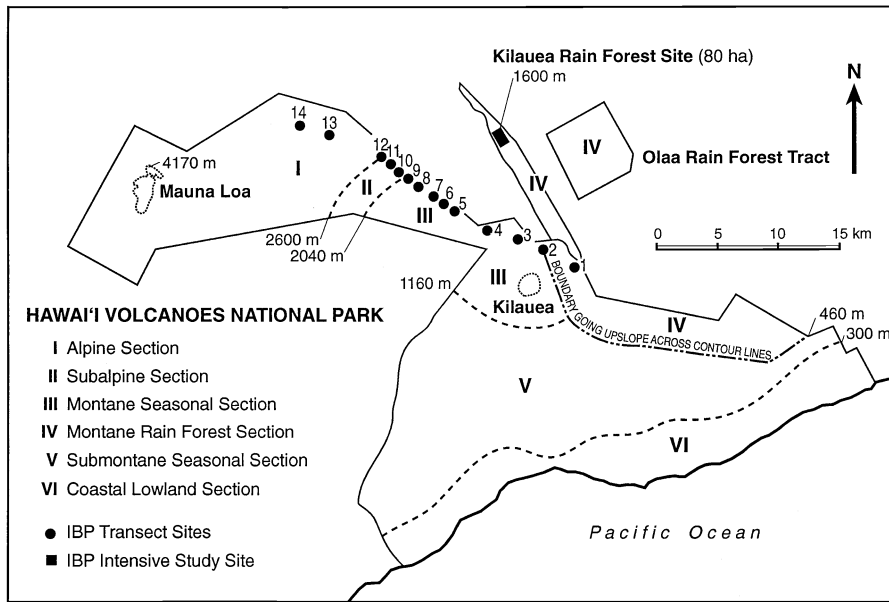 Kilauea Rain Forest Site (80 ha)
1600 m
N
14
13
4170 m
Mauna Loa
I
12
11
10
9
8
7
6
5
4
3
2
1
II
III
IV
IV
Olaa Rain Forest Tract
2600 m
2040 m
0 5 10 15 km
1160 m
III
Kilauea
BOUNDARY GOING UPSLOPE ACROSS CONTOUR LINES
IV
460 m
300 m
HAWAIʻI VOLCANOES NATIONAL PARK
I Alpine Section
II Subalpine Section
III Montane Seasonal Section
IV Montane Rain Forest Section
V Submontane Seasonal Section
VI Coastal Lowland Section
IBP Transect Sites
IBP Intensive Study Site
V
VI
Pacific Ocean